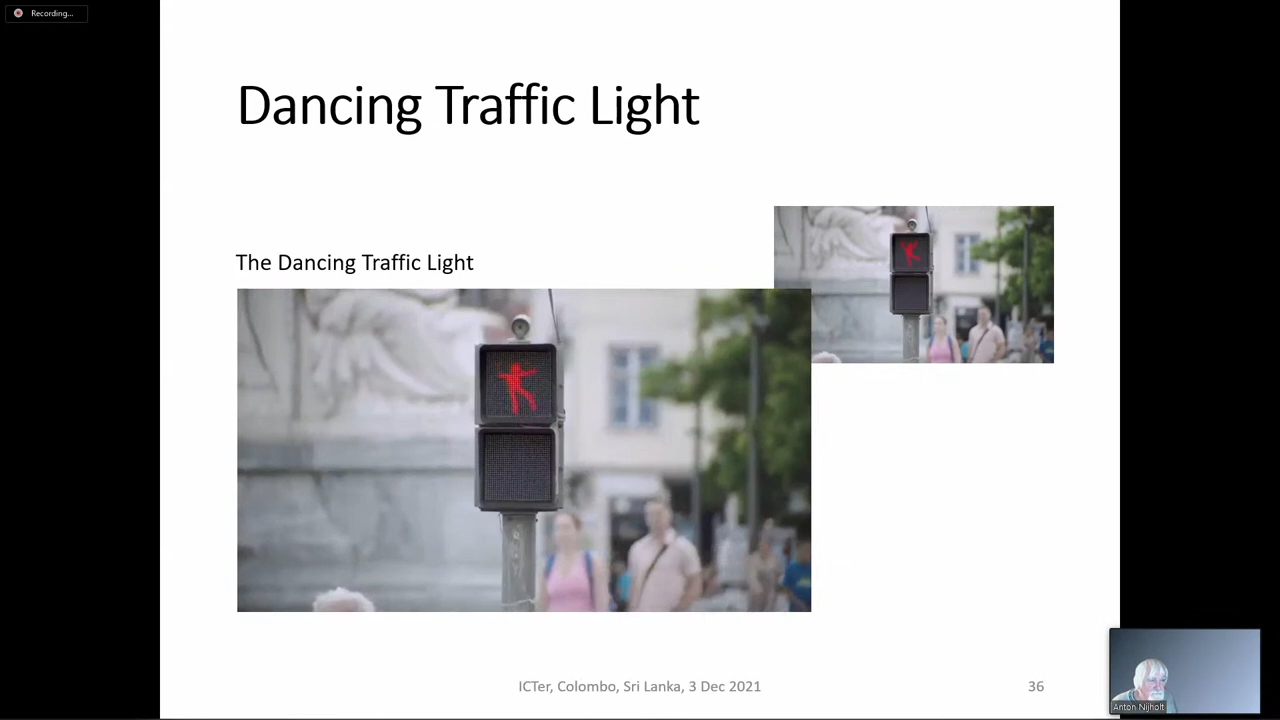 Recording...
Dancing Traffic Light
The Dancing Traffic Light
ICTer, Colombo, Sri Lanka, 3 Dec 2021
36
Anton Nijholt